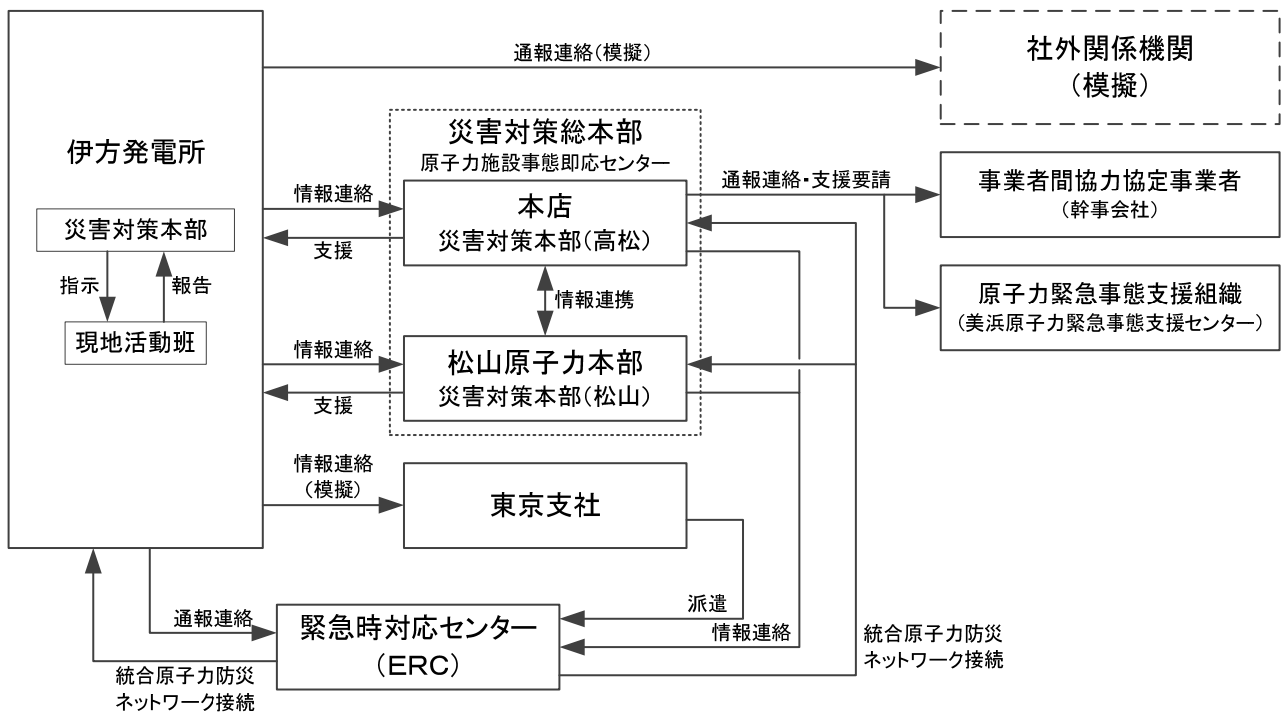 通報連絡(模擬)
社外関係機関
(模擬)
伊方発電所
災害対策総本部
原子力施設事態即応センター
通報連絡・支援要請
事業者間協力協定事業者
(幹事会社)
情報連絡
本店
災害対策本部(高松)
支援
災害対策本部
指示
報告
現地活動班
情報連携
原子力緊急事態支援組織
(美浜原子力緊急事態支援センター)
情報連絡
松山原子力本部
災害対策本部(松山)
支援
情報連絡
(模擬)
東京支社
派遣
通報連絡
緊急時対応センター
(ERC)
情報連絡
統合原子力防災
ネットワーク接続
統合原子力防災
ネットワーク接続